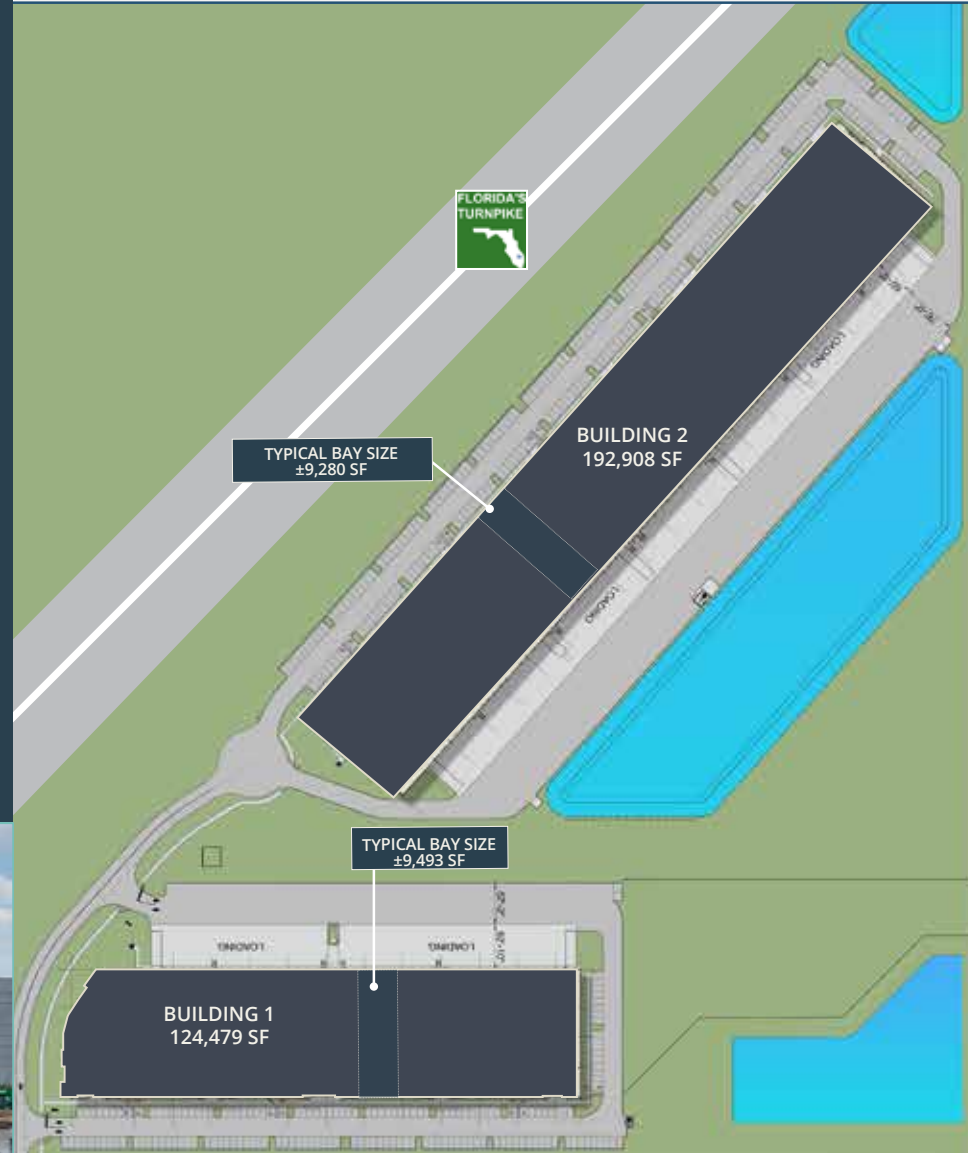 FLORIDA'S
TURNPIKE
LOADING
BUILDING 2
192,908 SF
TYPICAL BAY SIZE
±9,280 SF
LOADING
TYPICAL BAY SIZE
±9,493 SF
LOADING
LOADING
BUILDING 1
124,479 SF